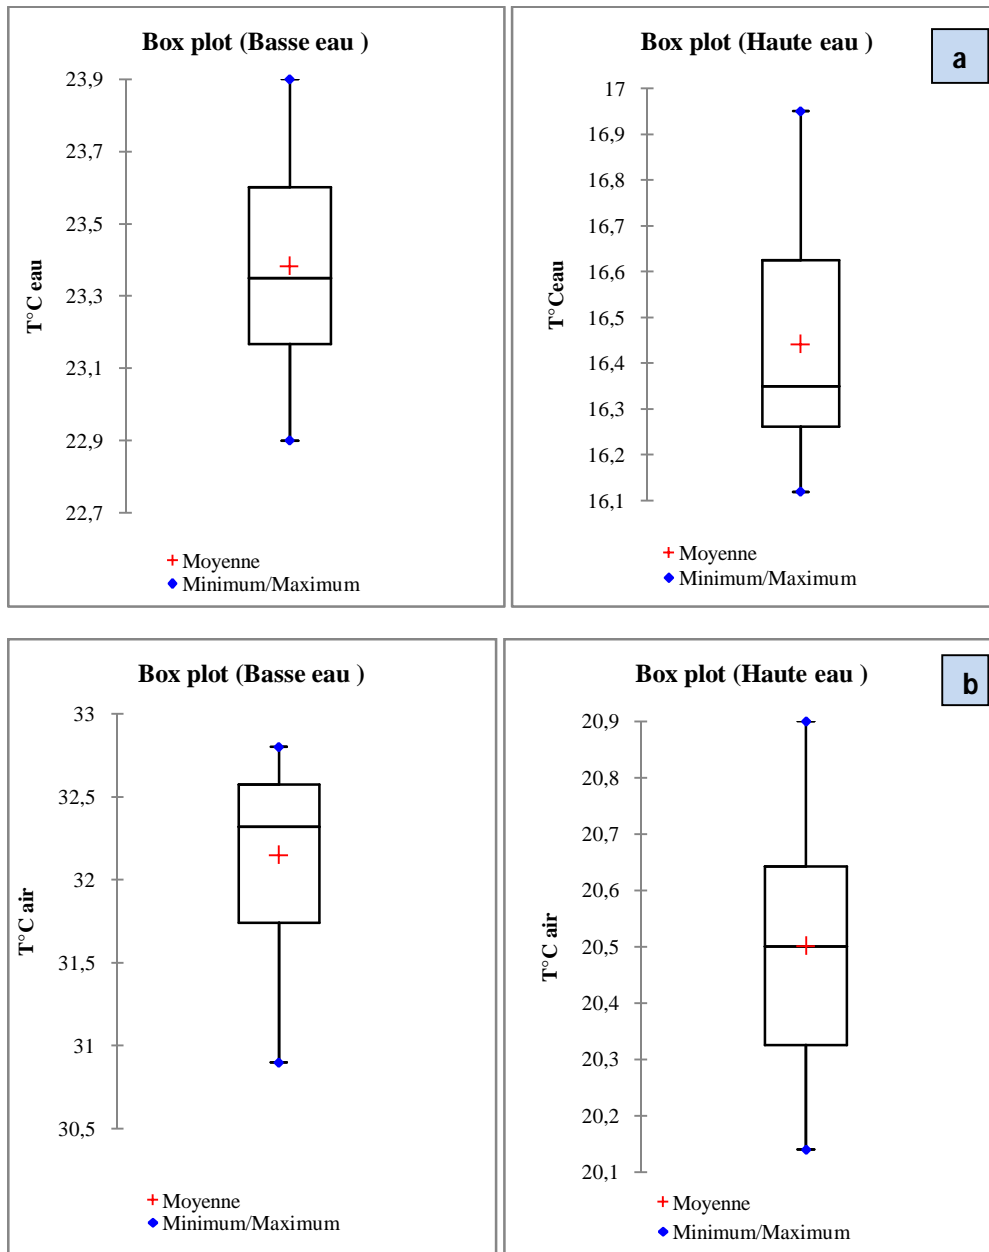 Box plot (Basse eau )
23,9
23,7
23,5
23,3
23,1
22,9
22,7
T°C eau
Moyenne
Minimum/Maximum
Box plot (Haute eau )
a
17
16,9
16,8
16,7
16,6
16,5
16,4
16,3
16,2
16,1
T°Ceau
Moyenne
Minimum/Maximum
Box plot (Basse eau )
33
32,5
32
31,5
31
30,5
T°C air
Moyenne
Minimum/Maximum
Box plot (Haute eau )
b
20,9
20,8
20,7
20,6
20,5
20,4
20,3
20,2
20,1
T°C air
Moyenne
Minimum/Maximum